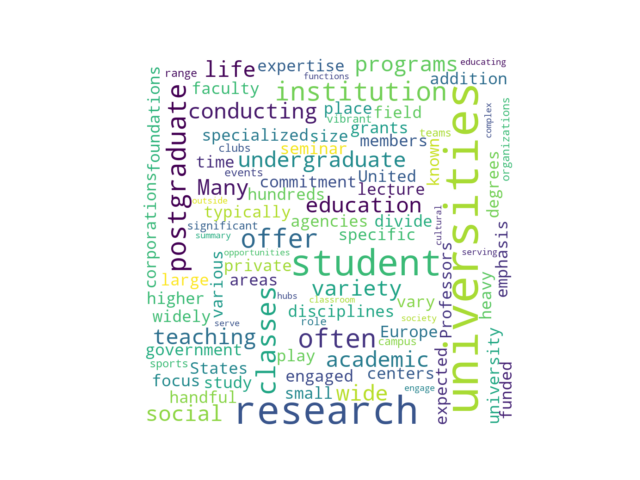 educating
range life expertise programs
functions
faculty institution addition
conducting place field
vibrant
complex
foundations
postgraduate
specialized size grants teams
clubs seminar members
time undergraduate known
events
Many commitment United
hundreds lecture
outside education
typically agencies divide
significant
offer specific
summary
cultural
universities
organizations
degrees
opportunities student
private
serving
emphasis
corporations
various
large areas
hubs variety
classroom vary
higher disciplines
Professors
heavy
widely role society
serve
teaching often Europe campus
classes
government play academic
sports States engaged centers
focus study small wide engage
handful
expected
university
funded
social research